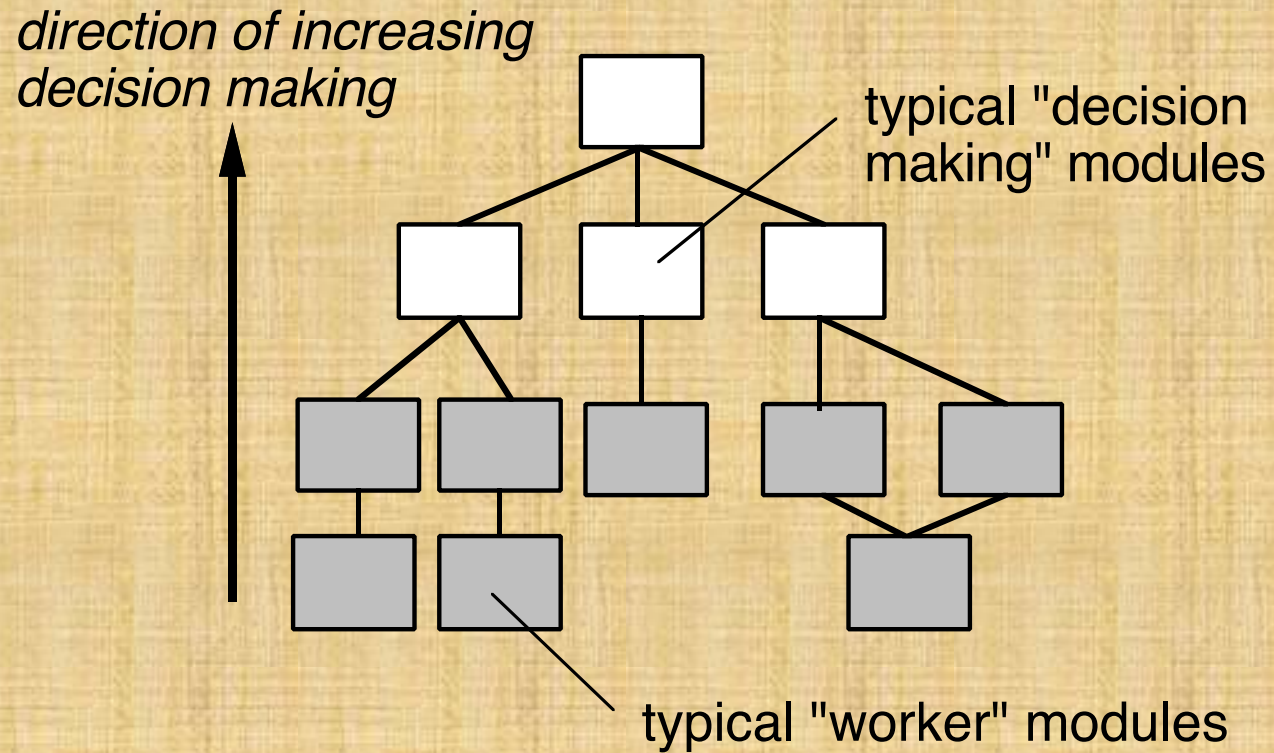 direction of increasing
decision making
typical "decision
making" modules
typical "worker" modules